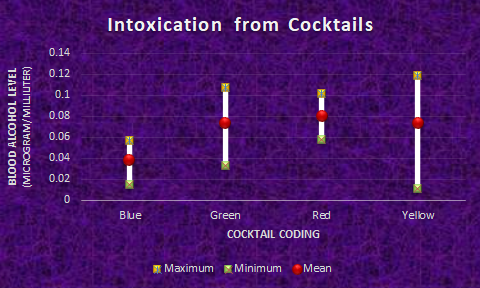 Intoxication from Cocktails
BLOOD ALCOHOL LEVEL
(MICROGRAM/MILLIUTER)
0.14
0.12
0.1
0.08
0.06
0.04
0.02
0
Blue Green Red Yellow
COCKTAIL CODING
Maximum Minimum Mean